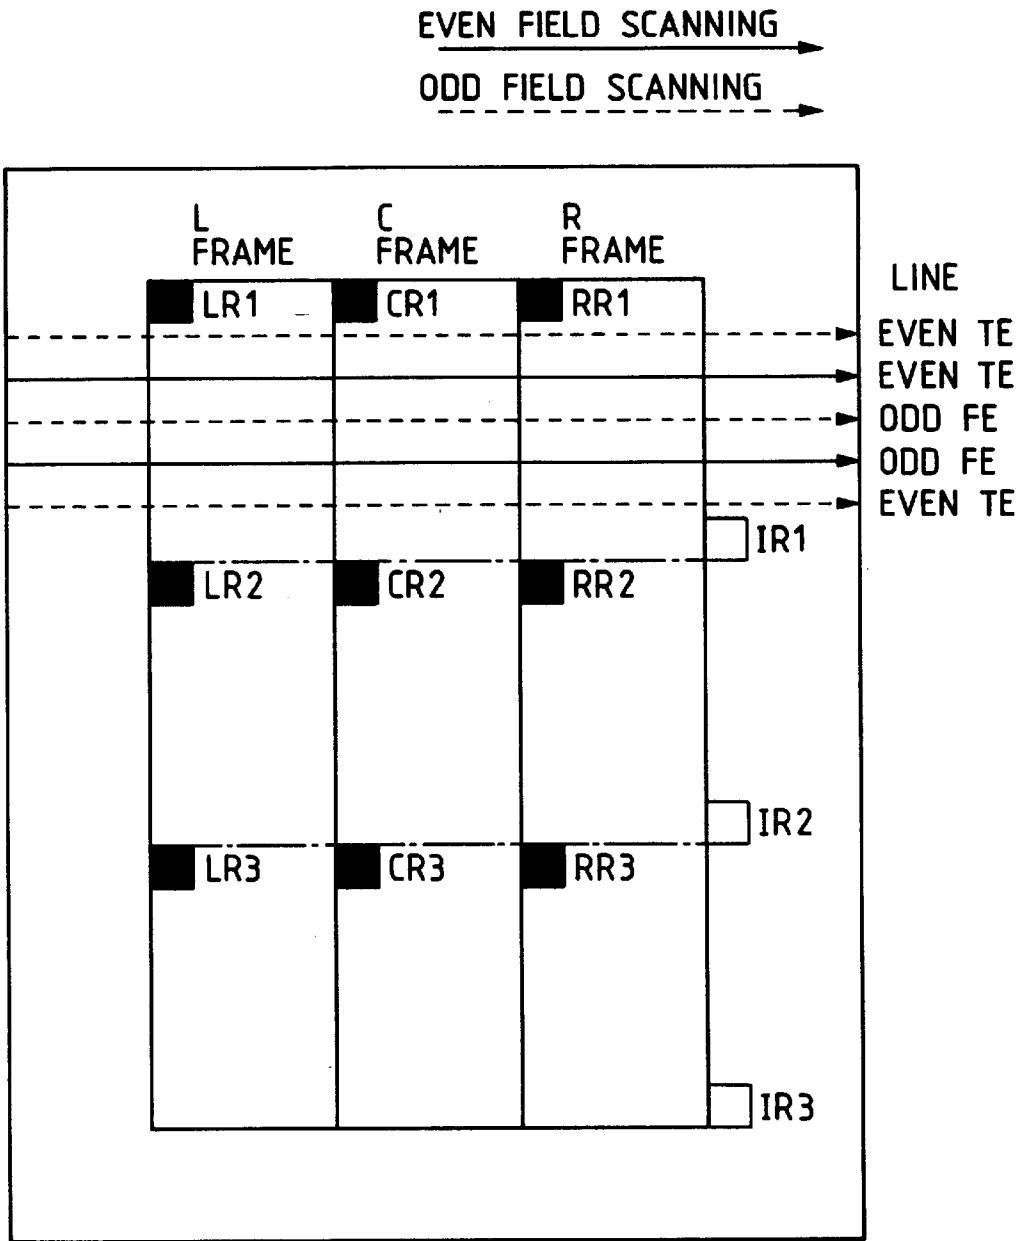 EVEN FIELD SCANNING
ODD FIELD SCANNING
L FRAME
C FRAME
R FRAME
LINE
LR1
CR1
RR1
EVEN TE
EVEN TE
ODD FE
ODD FE
EVEN TE
IR1
LR2
CR2
RR2
IR2
LR3
CR3
RR3
IR3